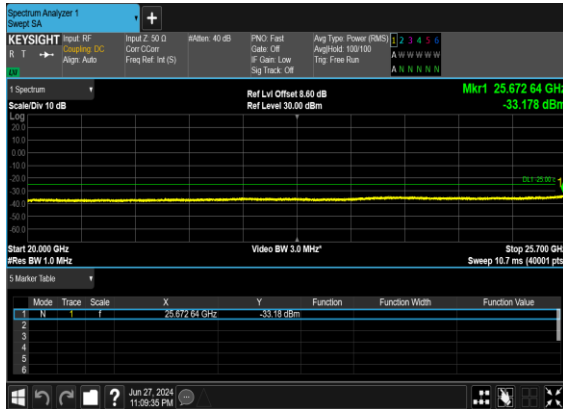 Spectrum Analyzer 1
Swept SA
+
KEYSIGHT Input: RF Input Z: 50 Ω #Atten: 40 dB PNO: Fast Avg Type: Power (RMS) 1 2 3 4 5 6
R T Coupling: DC Corr CCorr Gate: Off Avg|Hold: 100/100 A W W W W W
Align: Auto Freq Ref: Int (S) IF Gain: Low Trig: Free Run
LXI Sig Track: Off A N N N N N
1 Spectrum Ref Lvl Offset 8.60 dB Mkr1 25.672 64 GHz
Scale/Div 10 dB Ref Level 30.00 dBm -33.178 dBm
Log
20.0
10.0
0.00
-10.0
-20.0
DL1 -25.00
-30.0
-40.0
-50.0
-60.0
Start 20.000 GHz Video BW 3.0 MHz* Stop 25.700 GHz
#Res BW 1.0 MHz Sweep 10.7 ms (40001 pts)
5 Marker Table
Mode Trace Scale X Y Function Function Width Function Value
1 N 1 f 25.672 64 GHz -33.18 dBm
2
3
4
5
6
? Jun 27, 2024
11:09:35 PM